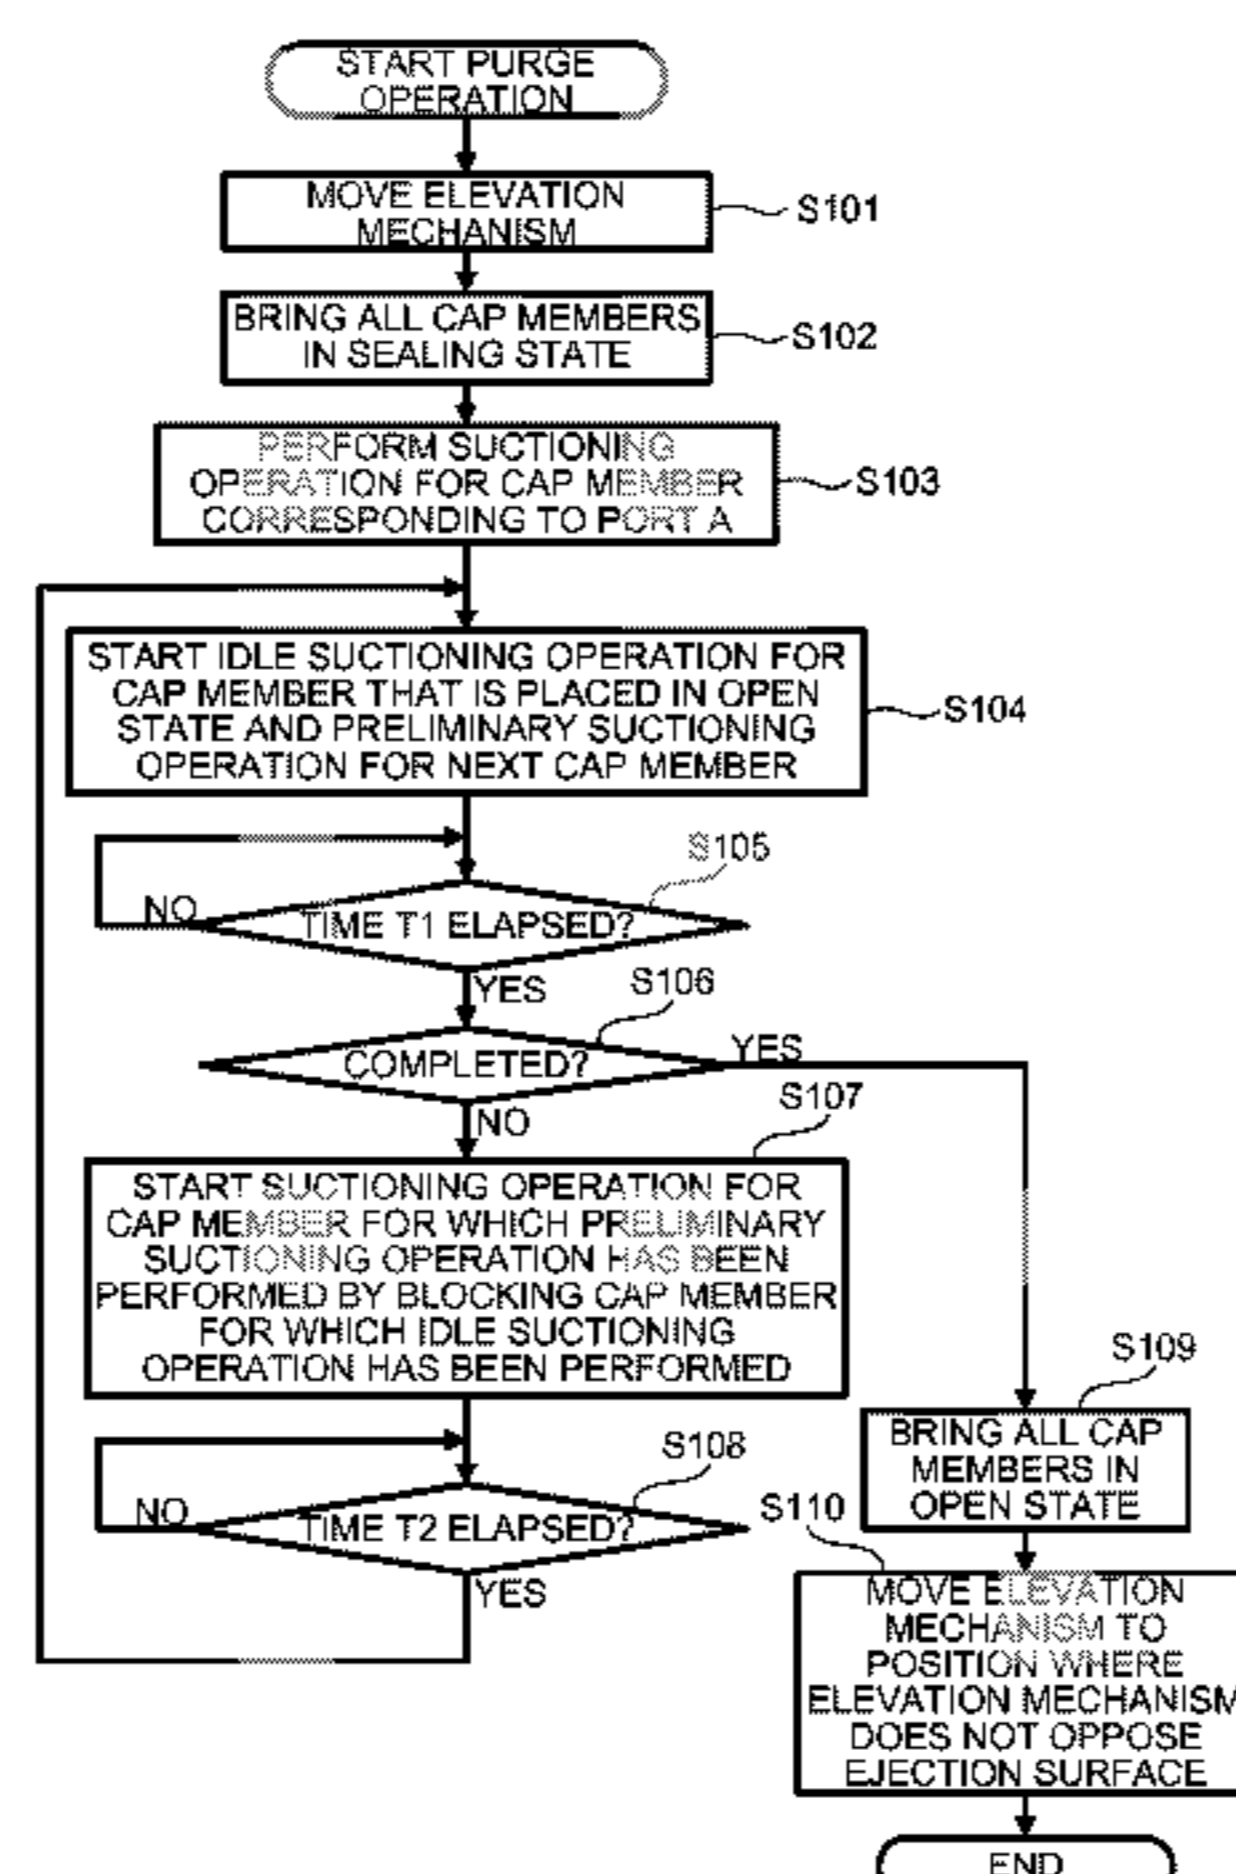 START PURGE
OPERATION
MOVE ELEVATION
MECHANISM
S101
BRING ALL CAP MEMBERS
IN SEALING STATE
S102
PERFORM SUCTIONING
OPERATION FOR CAP MEMBER
CORRESPONDING TO PORT A
S103
START IDLE SUCTIONING OPERATION FOR
CAP MEMBER THAT IS PLACED IN OPEN
STATE AND PRELIMINARY SUCTIONING
OPERATION FOR NEXT CAP MEMBER
S104
S105
NO
TIME T1 ELAPSED?
YES
S106
COMPLETED?
YES
NO
S107
START SUCTIONING OPERATION FOR
CAP MEMBER FOR WHICH PRELIMINARY
SUCTIONING OPERATION HAS BEEN
PERFORMED BY BLOCKING CAP MEMBER
FOR WHICH IDLE SUCTIONING
OPERATION HAS BEEN PERFORMED
S108
NO
TIME T2 ELAPSED?
YES
S109
BRING ALL CAP
MEMBERS IN
OPEN STATE
S110
MOVE ELEVATION
MECHANISM TO
POSITION WHERE
ELEVATION MECHANISM
DOES NOT OPPOSE
EJECTION SURFACE
END